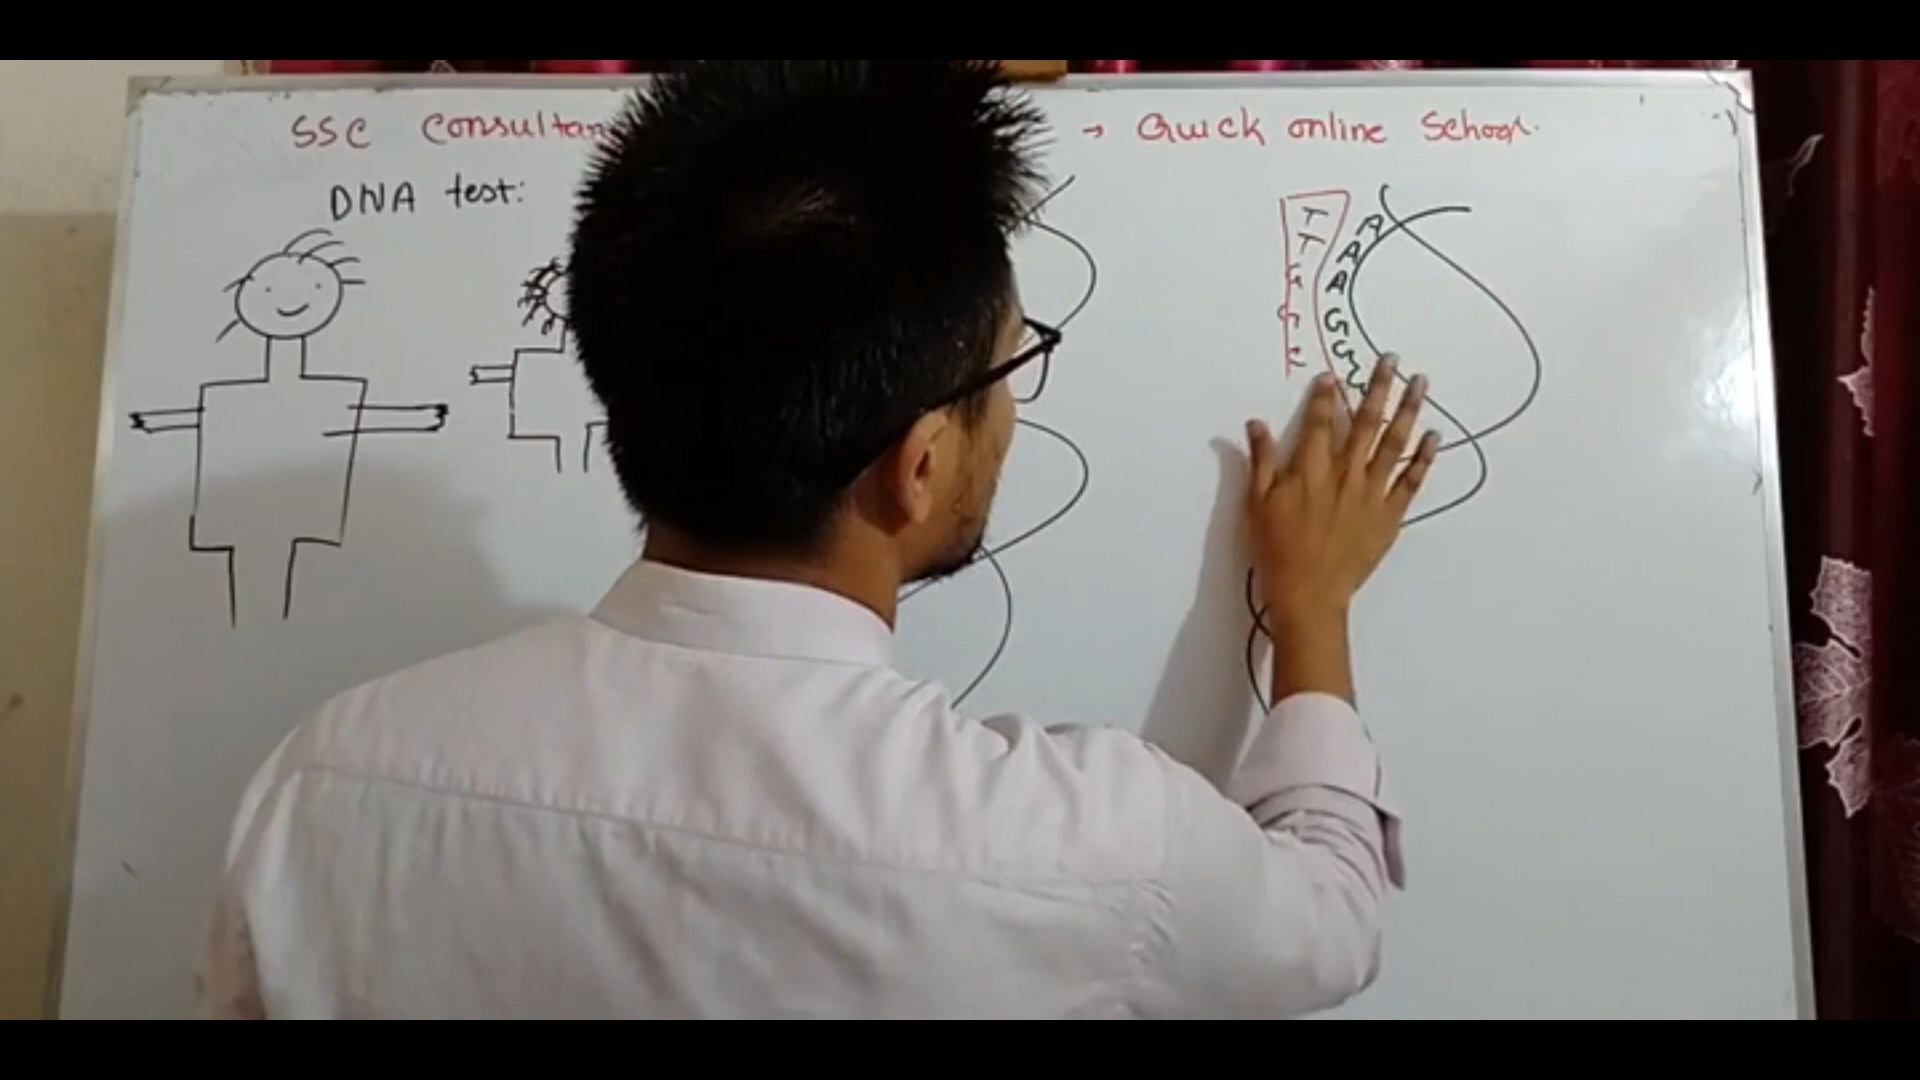 SSC Consultan → Quick online School.
DNA test:
T A
T A
G A
G G
C G